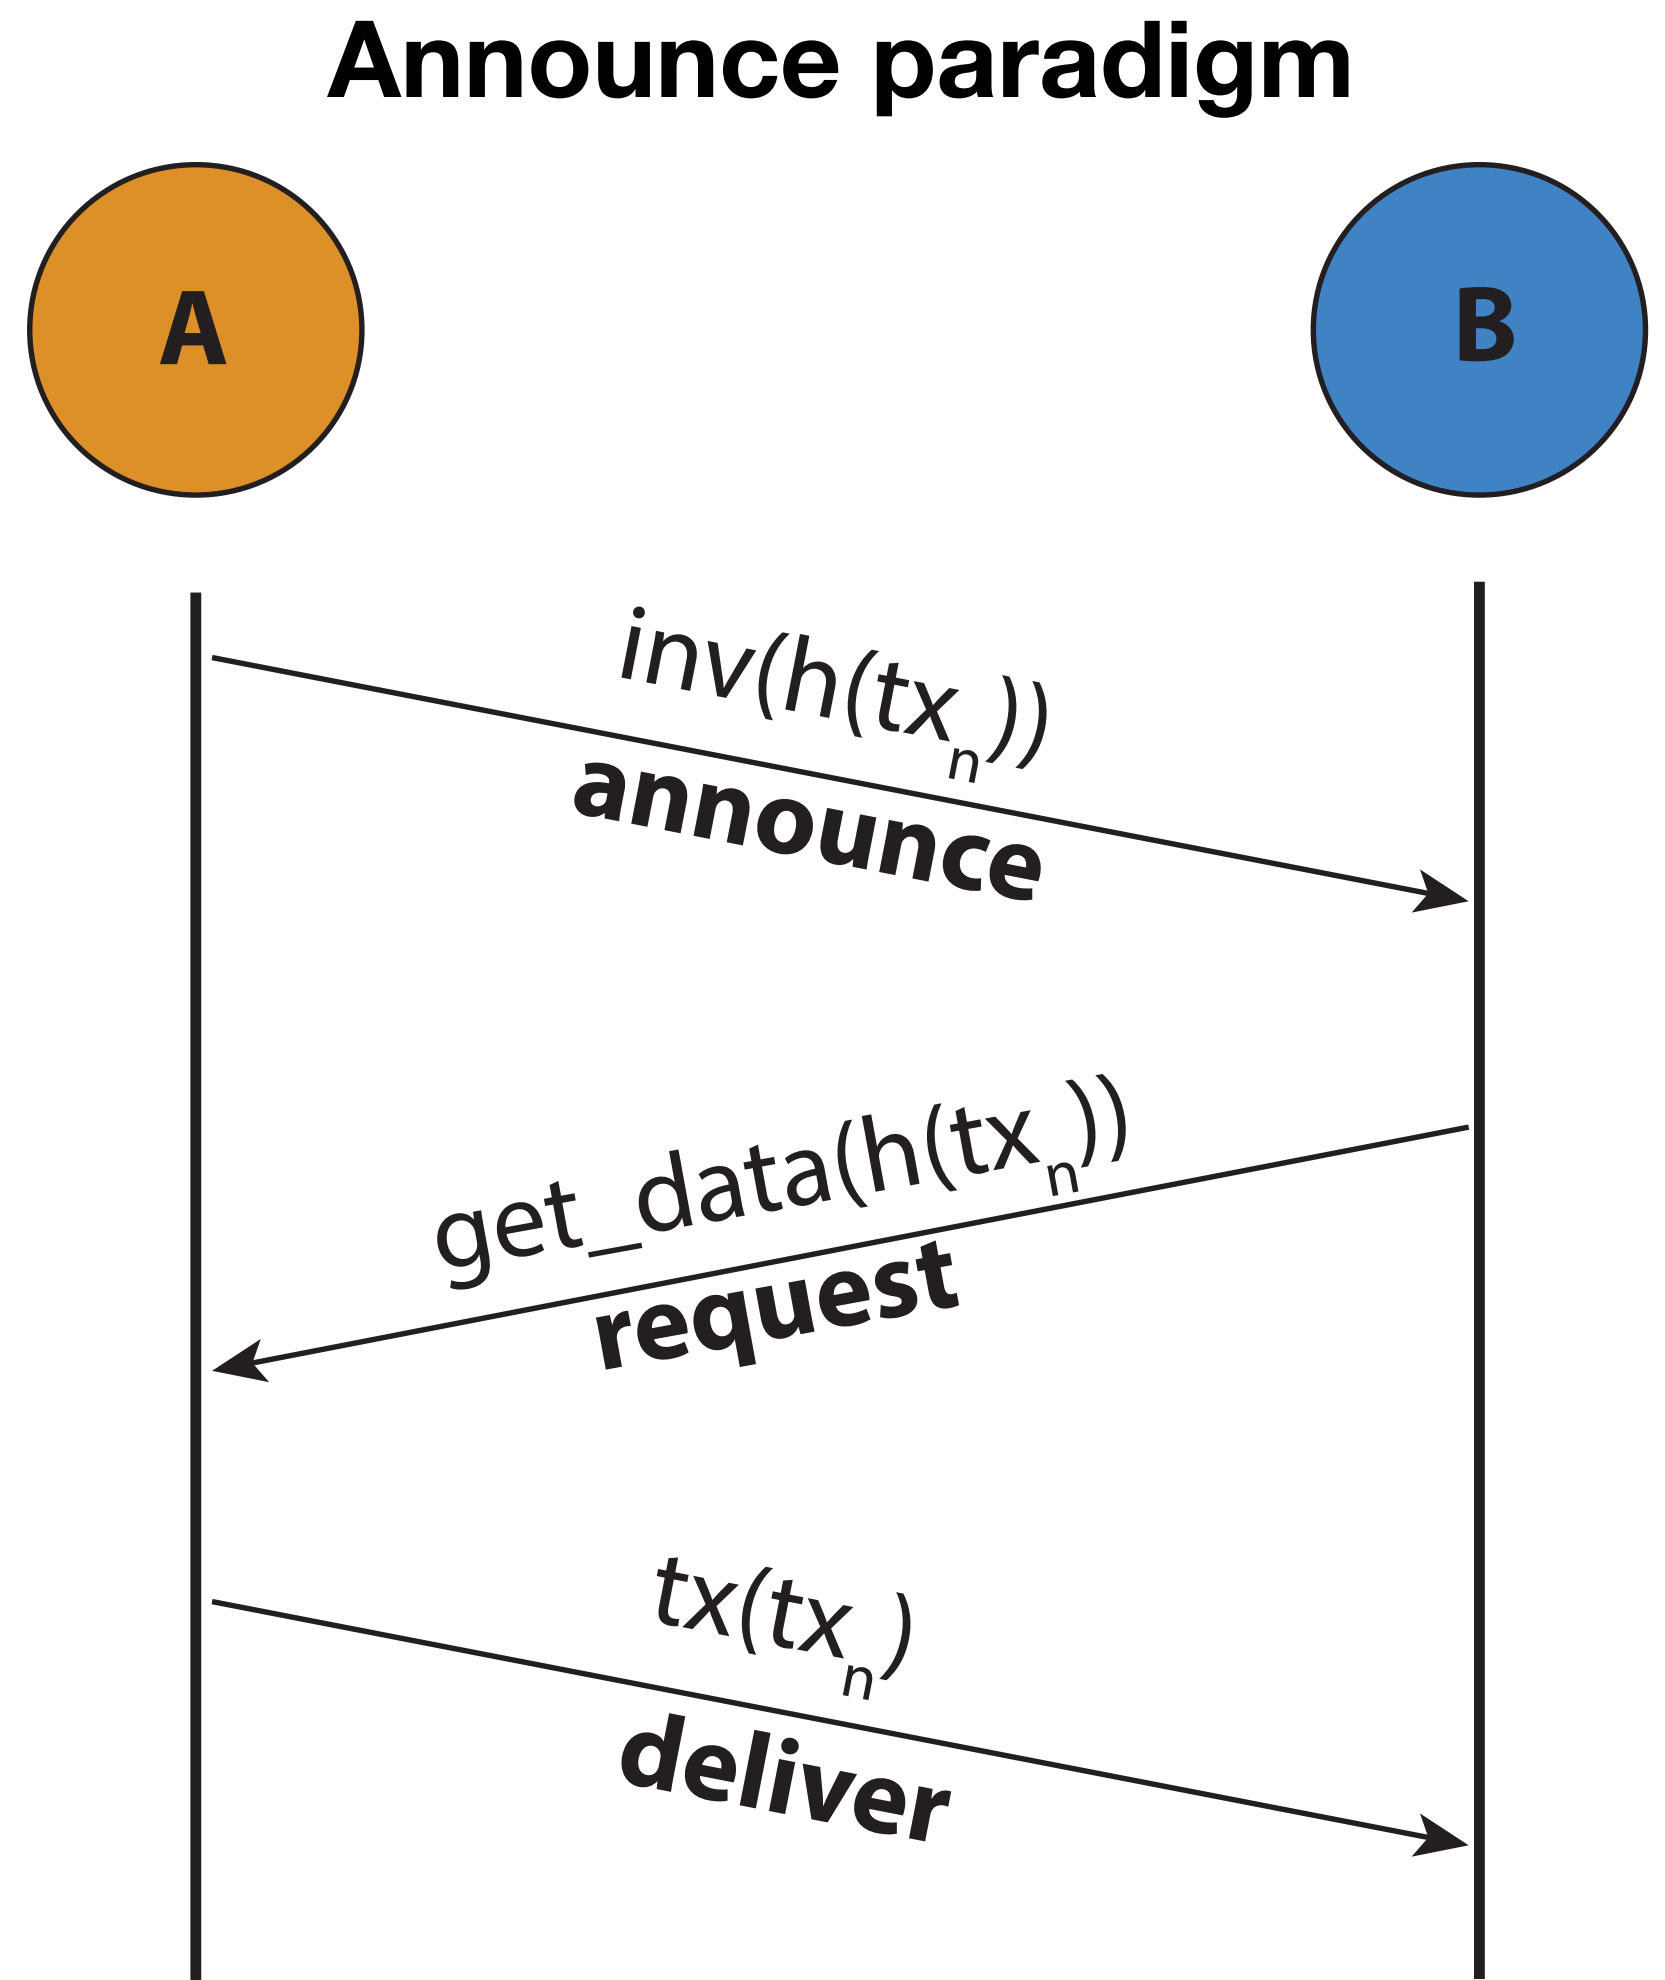 Announce paradigm
A
B
inv(h(txₙ))
announce
get_data(h(txₙ))
request
tx(txₙ)
deliver